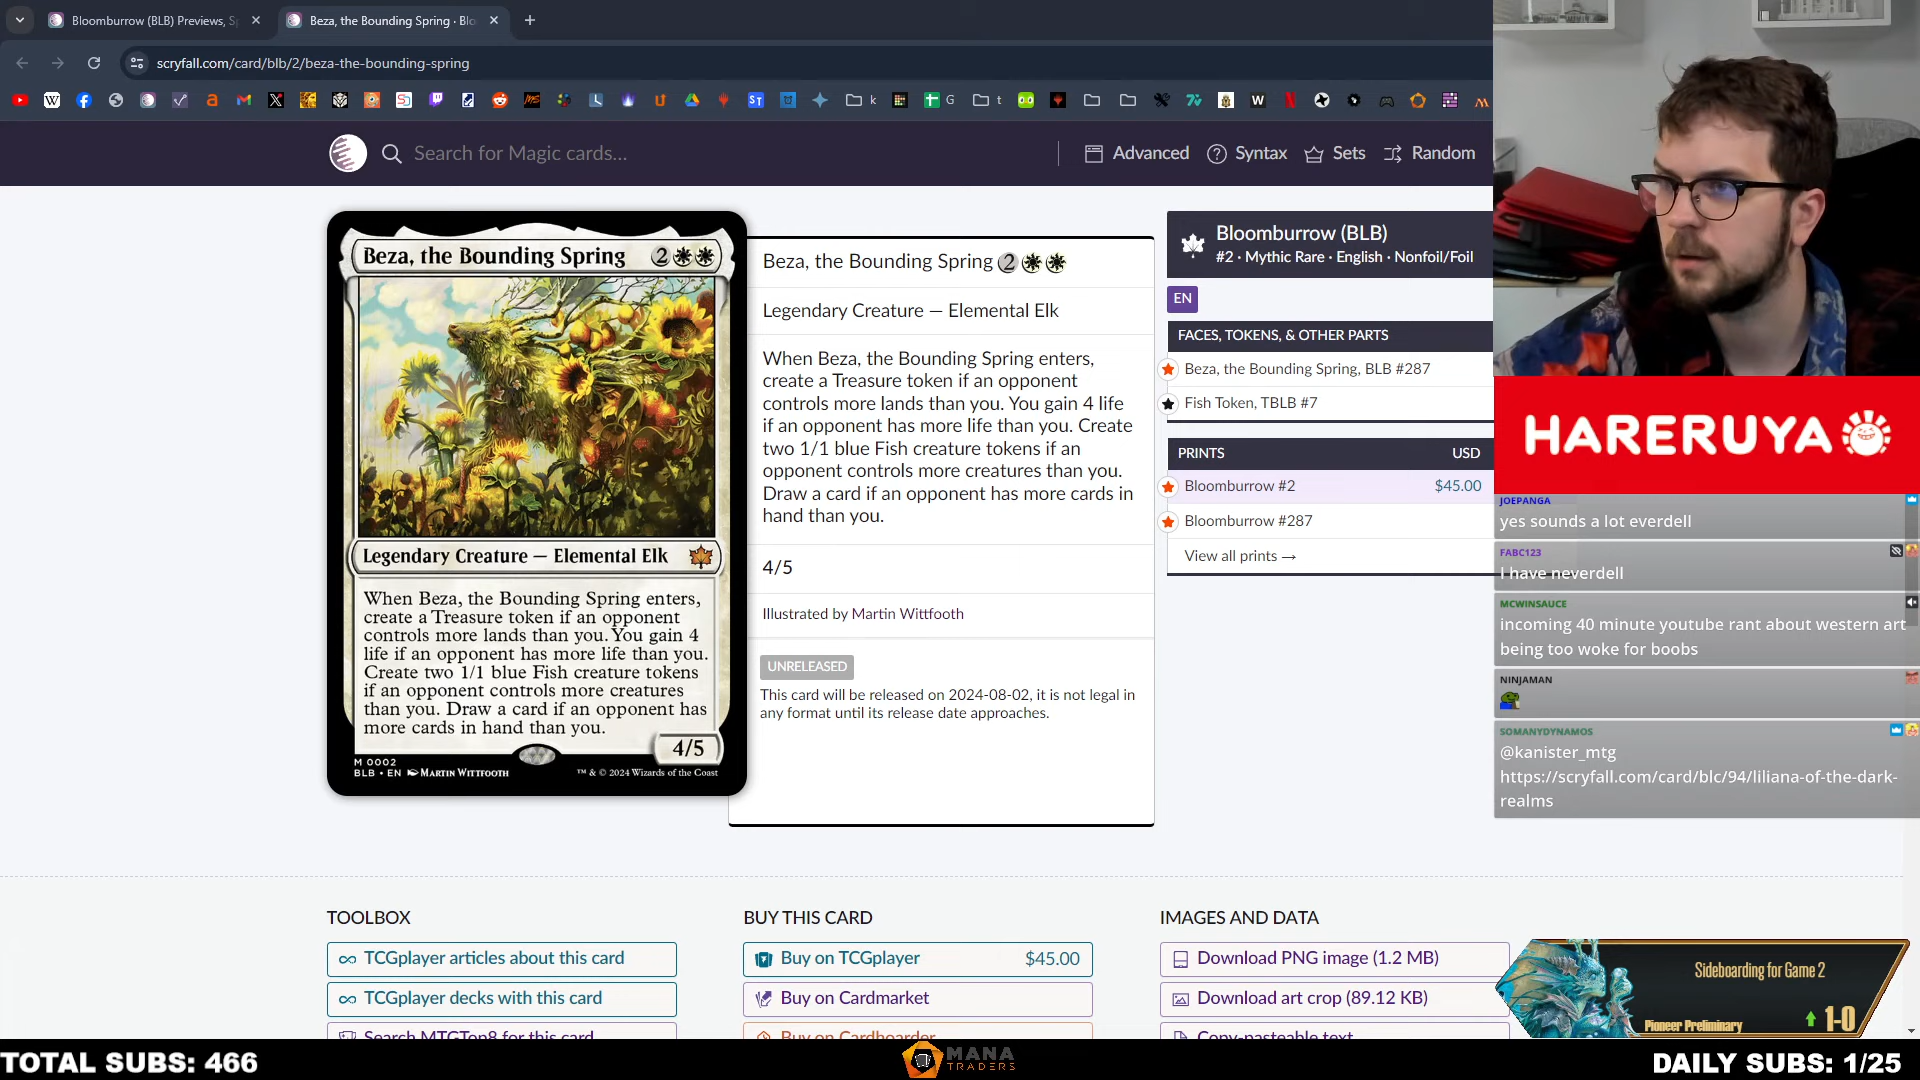 Bloomburrow (BLB) Previews, S
Beza, the Bounding Spring · Blo
scryfall.com/card/blb/2/beza-the-bounding-spring
k
G
t
Search for Magic cards...
Advanced
Syntax
Sets
Random
Beza, the Bounding Spring 2
Legendary Creature — Elemental Elk
When Beza, the Bounding Spring enters,
create a Treasure token if an opponent
controls more lands than you. You gain 4
life if an opponent has more life than you.
Create two 1/1 blue Fish creature tokens
if an opponent controls more creatures
than you. Draw a card if an opponent has
more cards in hand than you.
4/5
M 0002
BLB • EN MARTIN WITTFOOTH
™ & © 2024 Wizards of the Coast
Beza, the Bounding Spring 2
Legendary Creature — Elemental Elk
When Beza, the Bounding Spring enters,
create a Treasure token if an opponent
controls more lands than you. You gain 4 life
if an opponent has more life than you. Create
two 1/1 blue Fish creature tokens if an
opponent controls more creatures than you.
Draw a card if an opponent has more cards in
hand than you.
4/5
Illustrated by Martin Wittfooth
UNRELEASED
This card will be released on 2024-08-02, it is not legal in
any format until its release date approaches.
Bloomburrow (BLB)
#2 · Mythic Rare · English · Nonfoil/Foil
EN
FACES, TOKENS, & OTHER PARTS
Beza, the Bounding Spring, BLB #287
Fish Token, TBLB #7
PRINTS USD
Bloomburrow #2 $45.00
Bloomburrow #287
View all prints →
HARERUYA
JOEPANGA
yes sounds a lot everdell
FABC123
I have neverdell
MCWINSAUCE
incoming 40 minute youtube rant about western art
being too woke for boobs
NINJAMAN
SOMANYDYNAMOS
@kanister_mtg
https://scryfall.com/card/blc/94/liliana-of-the-dark-
realms
TOOLBOX
TCGplayer articles about this card
TCGplayer decks with this card
Search MTGTop8 for this card
BUY THIS CARD
Buy on TCGplayer $45.00
Buy on Cardmarket
Buy on Cardhoarder
IMAGES AND DATA
Download PNG image (1.2 MB)
Download art crop (89.12 KB)
Copy-pasteable text
Sideboarding for Game 2
Pioneer Preliminary
1-0
TOTAL SUBS: 466
MANA
TRADERS
DAILY SUBS: 1/25